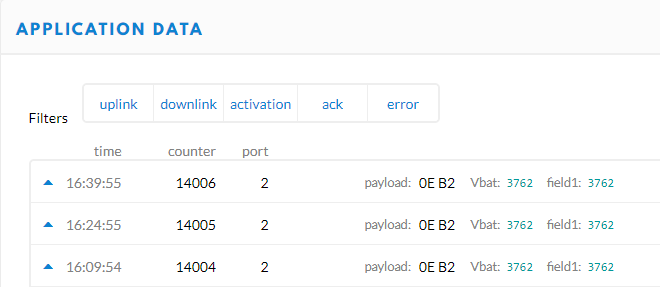 APPLICATION DATA
Filters uplink downlink activation ack error
time counter port
16:39:55 14006 2 payload: 0E B2 Vbat: 3762 field1: 3762
16:24:55 14005 2 payload: 0E B2 Vbat: 3762 field1: 3762
16:09:54 14004 2 payload: 0E B2 Vbat: 3762 field1: 3762